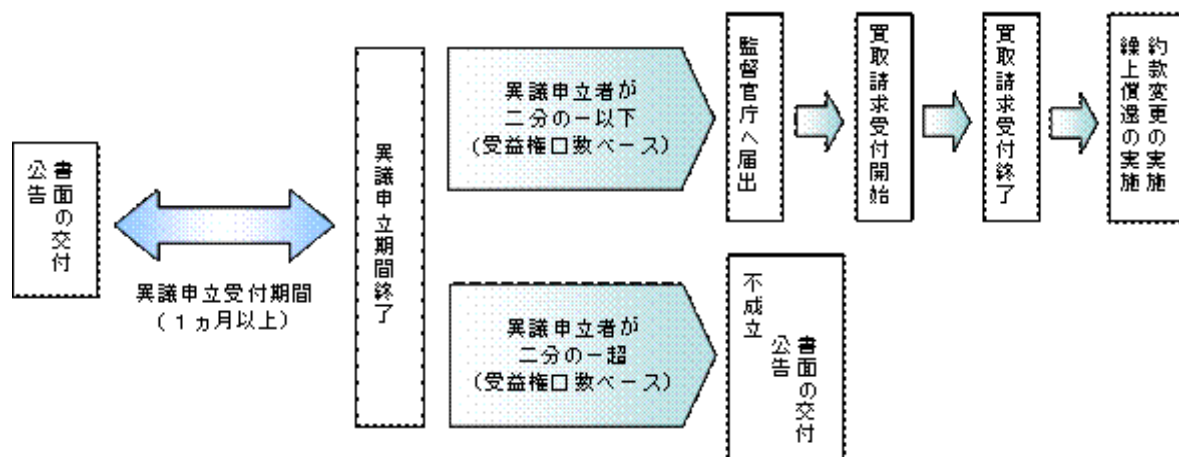 書面の交付
公告
異議申立受付期間
(1ヵ月以上)
異議申立期間終了
異議申立者が
二分の一以下
(受益権口数ベース)
監督官庁へ届出
買取請求受付開始
買取請求受付終了
約款変更の実施
繰上償還の実施
異議申立者が
二分の一超
(受益権口数ベース)
不成立
書面の交付
公告